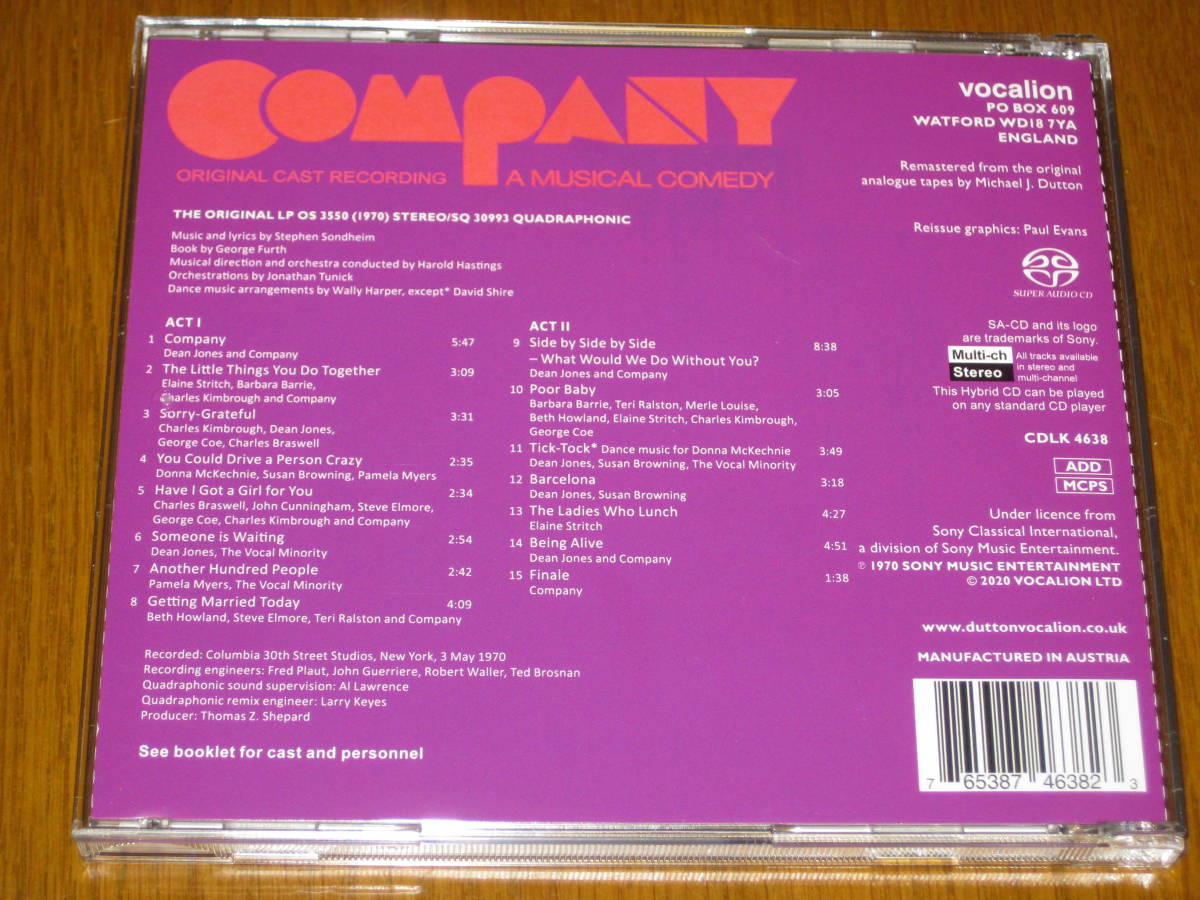 COMPANY
ORIGINAL CAST RECORDING
A MUSICAL COMEDY
THE ORIGINAL LP OS 3550 (1970) STEREO/SQ 30993 QUADRAPHONIC
Music and lyrics by Stephen Sondheim
Book by George Furth
Musical direction and orchestra conducted by Harold Hastings
Orchestrations by Jonathan Tunick
Dance music arrangements by Wally Harper, except* David Shire
ACT I
1 Company 5:47
Dean Jones and Company
2 The Little Things You Do Together 3:09
Elaine Stritch, Barbara Barrie,
Charles Kimbrough and Company
3 Sorry-Grateful 3:31
Charles Kimbrough, Dean Jones,
George Coe, Charles Braswell
4 You Could Drive a Person Crazy 2:35
Donna McKechnie, Susan Browning, Pamela Myers
5 Have I Got a Girl for You 2:34
Charles Braswell, John Cunningham, Steve Elmore,
George Coe, Charles Kimbrough and Company
6 Someone is Waiting 2:54
Dean Jones, The Vocal Minority
7 Another Hundred People 2:42
Pamela Myers, The Vocal Minority
8 Getting Married Today 4:09
Beth Howland, Steve Elmore, Teri Ralston and Company
ACT II
9 Side by Side by Side 8:38
– What Would We Do Without You?
Dean Jones and Company
10 Poor Baby 3:05
Barbara Barrie, Teri Ralston, Merle Louise,
Beth Howland, Elaine Stritch, Charles Kimbrough,
George Coe
11 Tick-Tock* Dance music for Donna McKechnie 3:49
Dean Jones, Susan Browning, The Vocal Minority
12 Barcelona 3:18
Dean Jones, Susan Browning
13 The Ladies Who Lunch 4:27
Elaine Stritch
14 Being Alive 4:51
Dean Jones and Company
15 Finale 1:38
Company
Recorded: Columbia 30th Street Studios, New York, 3 May 1970
Recording engineers: Fred Plaut, John Guerriere, Robert Waller, Ted Brosnan
Quadraphonic sound supervision: Al Lawrence
Quadraphonic remix engineer: Larry Keyes
Producer: Thomas Z. Shepard
See booklet for cast and personnel
vocalion
PO BOX 609
WATFORD WD18 7YA
ENGLAND
Remastered from the original
analogue tapes by Michael J. Dutton
Reissue graphics: Paul Evans
SUPER AUDIO CD
SA-CD and its logo
are trademarks of Sony.
Multi-ch
Stereo
All tracks available
in stereo and
multi-channel
This Hybrid CD can be played
on any standard CD player
CDLK 4638
ADD
MCPS
Under licence from
Sony Classical International,
a division of Sony Music Entertainment.
℗ 1970 SONY MUSIC ENTERTAINMENT
© 2020 VOCALION LTD
www.duttonvocalion.co.uk
MANUFACTURED IN AUSTRIA
7 65387 46382 3